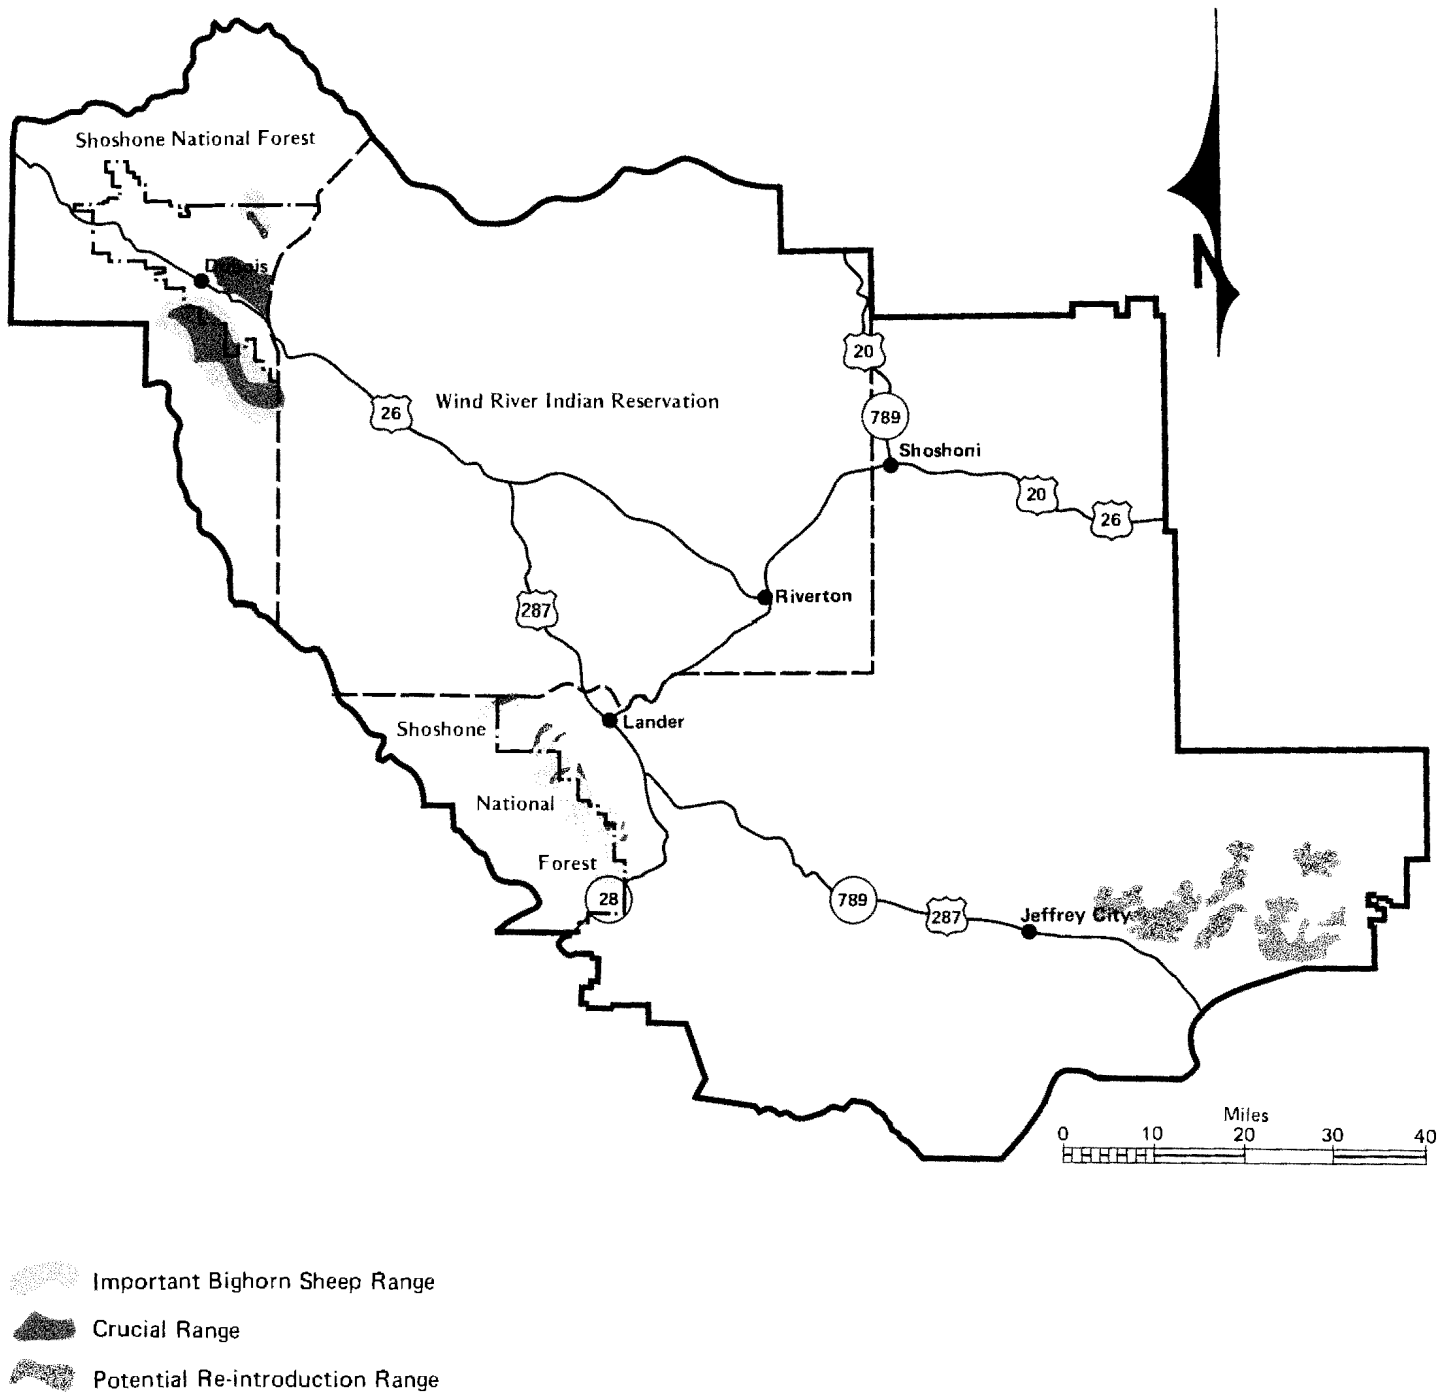 Shoshone National Forest
N
Dubois
20
26
Wind River Indian Reservation
789
Shoshoni
20
26
287
Riverton
Shoshone
Lander
National
Forest
28
789
287
Jeffrey City
Miles
0 10 20 30 40
Important Bighorn Sheep Range
Crucial Range
Potential Re-introduction Range